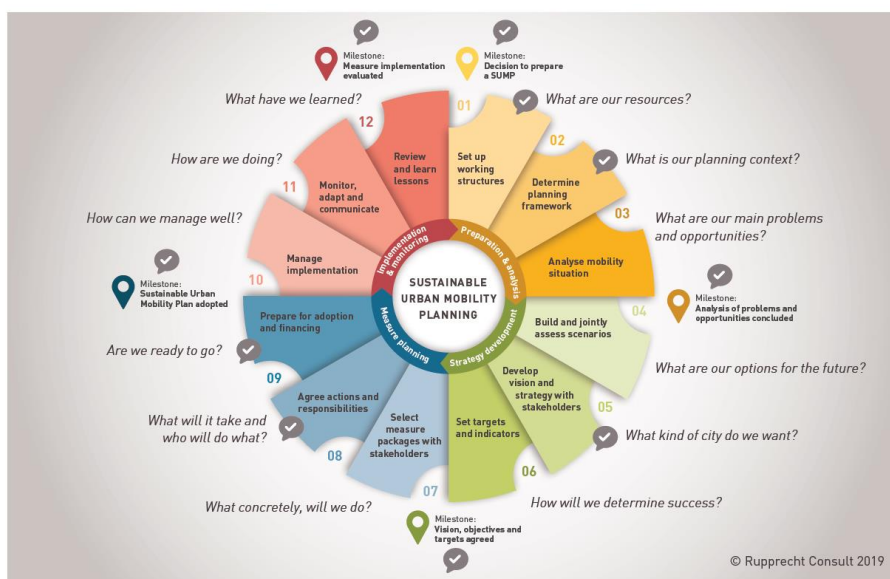 Milestone:
Measure implementation
evaluated
Milestone:
Decision to prepare
a SUMP
What have we learned?
12
01
What are our resources?
Review
and learn
lessons
Set up
working
structures
02
How are we doing?
11
Monitor,
adapt and
communicate
Determine
planning
framework
What is our planning context?
03
How can we manage well?
10
Manage
implementation
Analyse mobility
situation
What are our main problems
and opportunities?
Implementation
& monitoring
Preparation & analysis
SUSTAINABLE
URBAN MOBILITY
PLANNING
Measure planning
Strategy development
Milestone:
Sustainable Urban
Mobility Plan adopted
Milestone:
Analysis of problems and
opportunities concluded
Prepare for adoption
and financing
04
Build and jointly
assess scenarios
Are we ready to go?
09
What are our options for the future?
Agree actions and
responsibilities
Develop
vision and
strategy with
stakeholders
05
What will it take and
who will do what?
08
Select
measure
packages with
stakeholders
Set targets
and indicators
What kind of city do we want?
06
07
What concretely, will we do?
How will we determine success?
Milestone:
Vision, objectives and
targets agreed
© Rupprecht Consult 2019